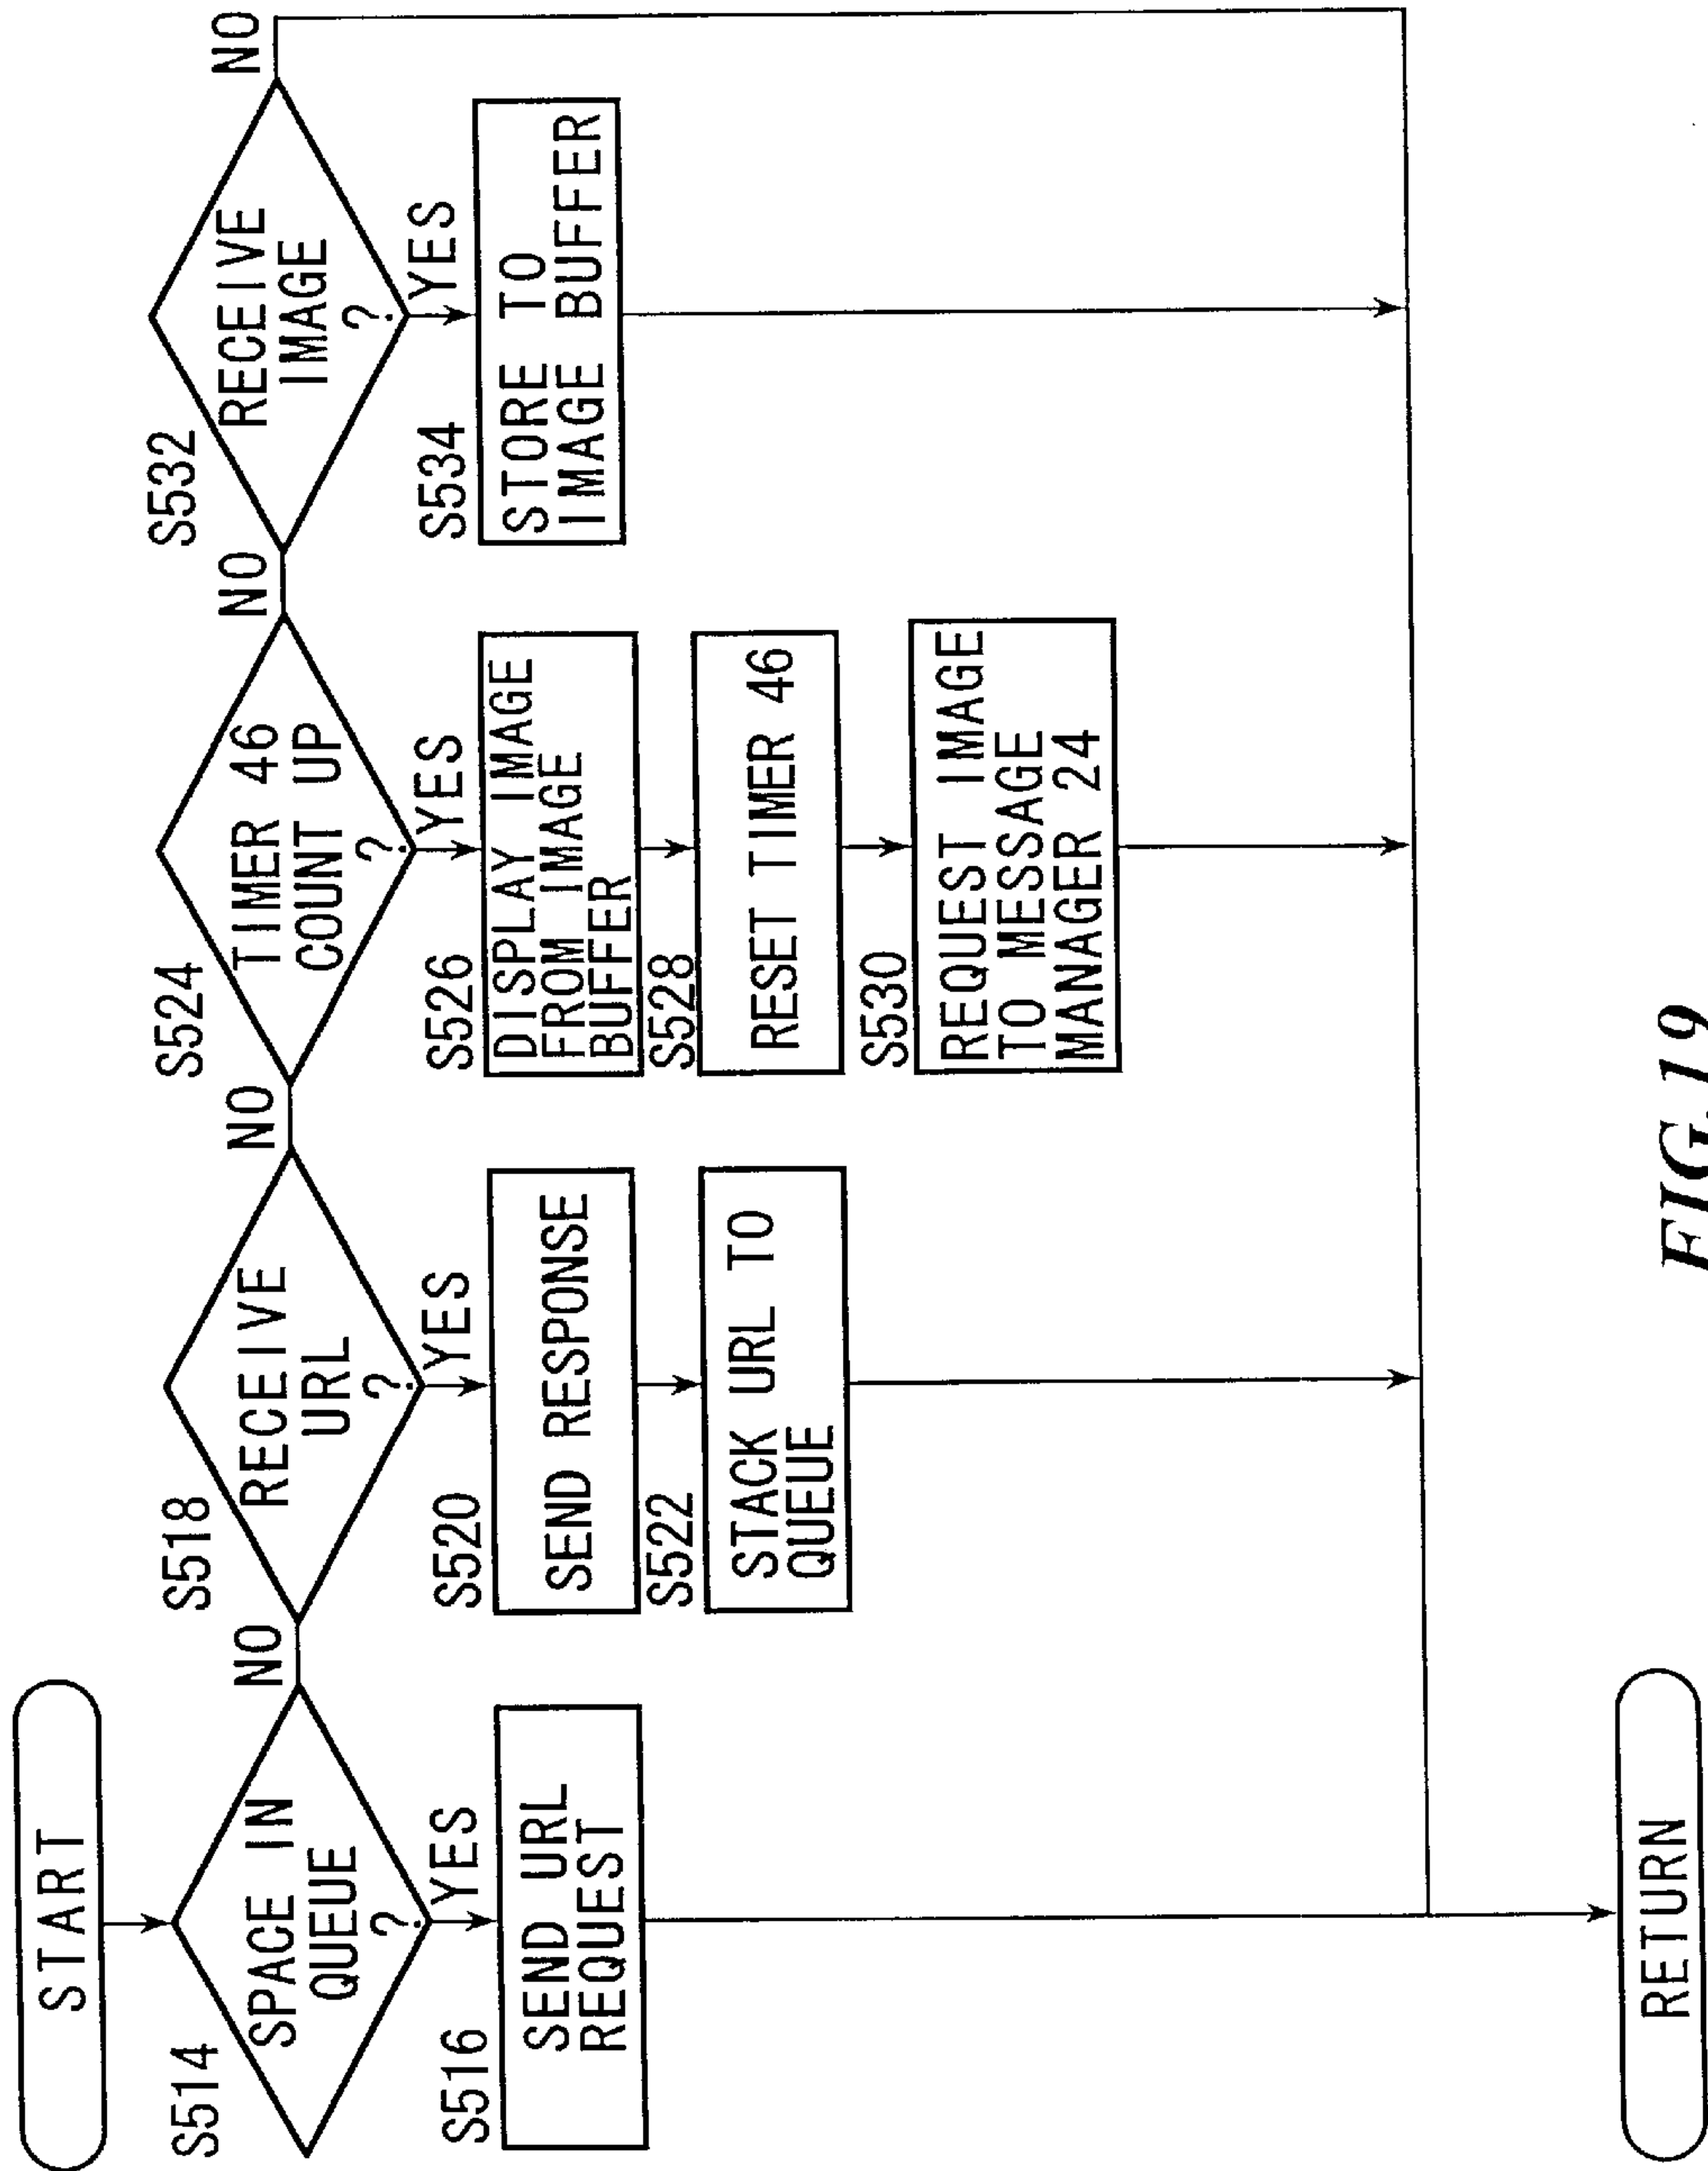 START
S514
SPACE IN
QUEUE
?
NO
YES
S516
SEND URL
REQUEST
S518
RECEIVE
URL
?
NO
YES
S520
SEND RESPONSE
S522
STACK URL TO
QUEUE
S524
TIMER 46
COUNT UP
?
NO
YES
S526
DISPLAY IMAGE
FROM IMAGE
BUFFER
S528
RESET TIMER 46
S530
REQUEST IMAGE
TO MESSAGE
MANAGER 24
S532
RECEIVE
IMAGE
?
NO
YES
S534
STORE TO
IMAGE BUFFER
RETURN
FIG.19